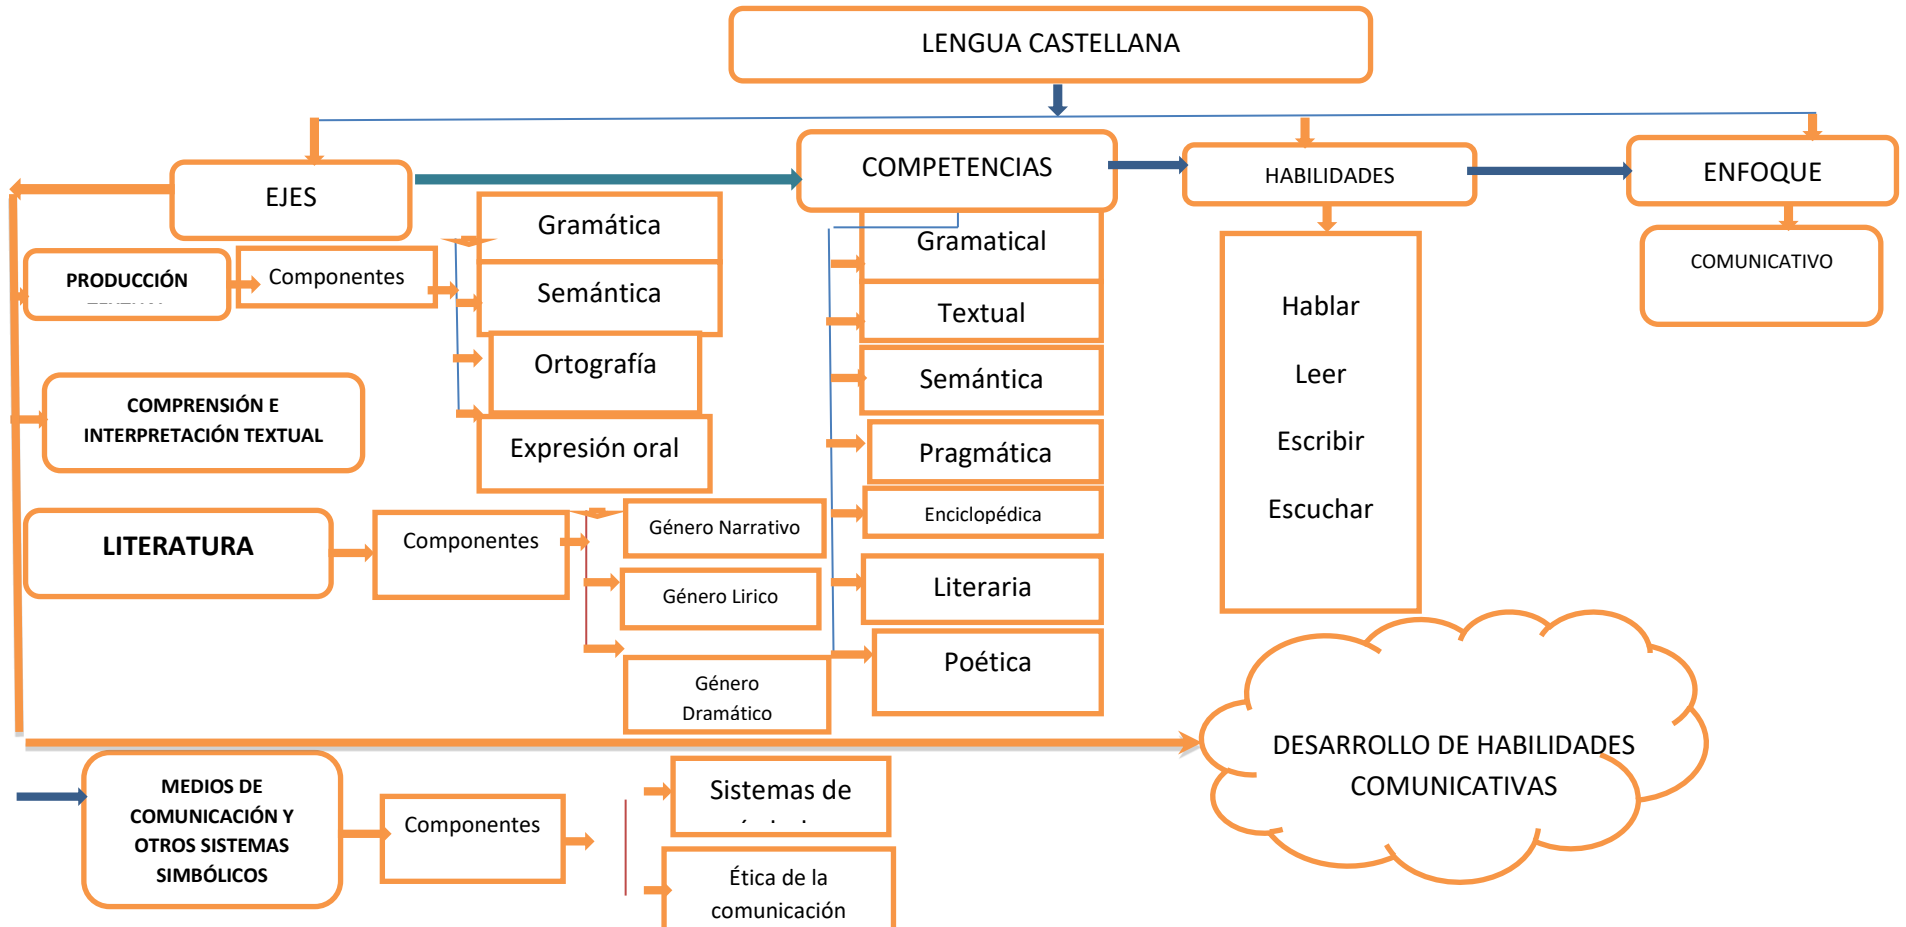 LENGUA CASTELLANA
EJES
COMPETENCIAS
HABILIDADES
ENFOQUE
PRODUCCIÓN
Componentes
Gramática
Semántica
Ortografía
Expresión oral
COMPRENSIÓN E
INTERPRETACIÓN TEXTUAL
LITERATURA
Componentes
Género Narrativo
Género Lirico
Género
Dramático
Gramatical
Textual
Semántica
Pragmática
Enciclopédica
Literaria
Poética
Hablar
Leer
Escribir
Escuchar
COMUNICATIVO
DESARROLLO DE HABILIDADES
COMUNICATIVAS
MEDIOS DE
COMUNICACIÓN Y
OTROS SISTEMAS
SIMBÓLICOS
Componentes
Sistemas de
Ética de la
comunicación